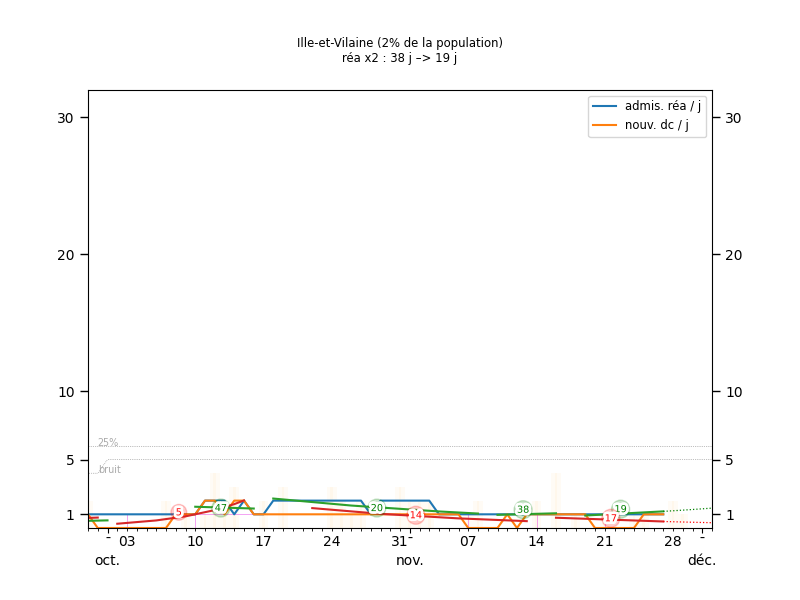 Ille-et-Vilaine (2% de la population)
réa x2 : 38 j –> 19 j
admis. réa / j
nouv. dc / j
30
30
20
20
10
10
25%
5
5
bruit
5
47
20
14
38
19
17
1
1
- 03 10 17 24 31- 07 14 21 28 -
oct. nov. déc.